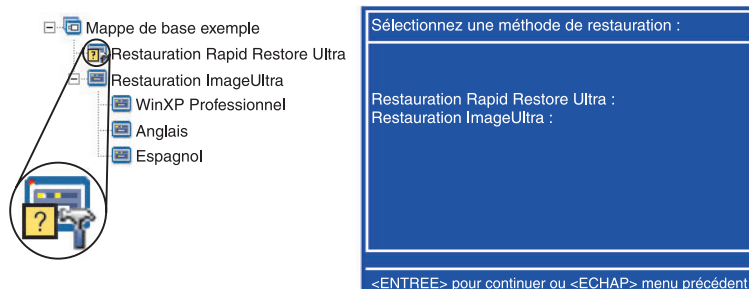 Mappe de base exemple
Restauration Rapid Restore Ultra
Restauration ImageUltra
WinXP Professionnel
Anglais
Espagnol
?
?
Sélectionnez une méthode de restauration :
Restauration Rapid Restore Ultra :
Restauration ImageUltra :
<ENTREE> pour continuer ou <ECHAP> menu précédent